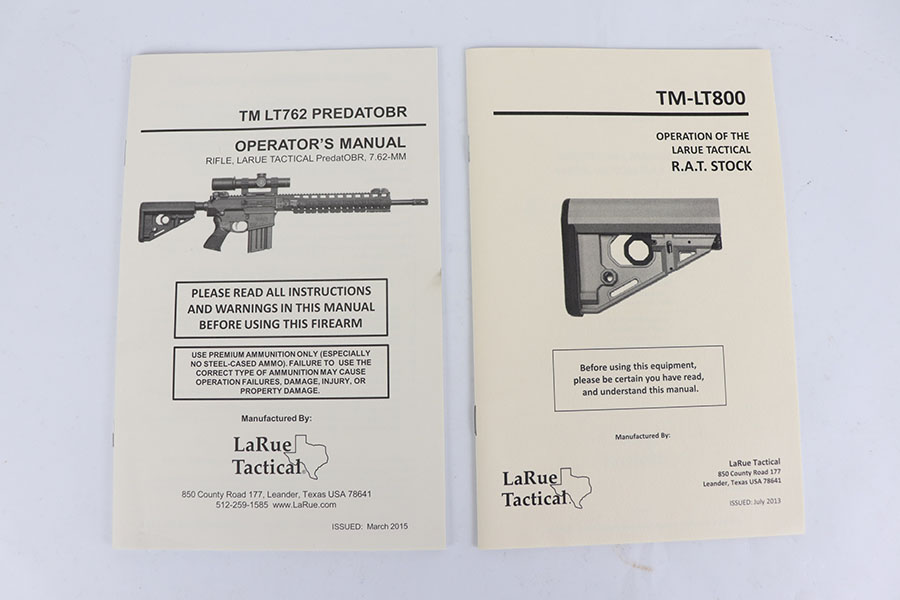 TM LT762 PREDATOBR
OPERATOR'S MANUAL
RIFLE, LARUE TACTICAL PredatOBR, 7.62-MM
PLEASE READ ALL INSTRUCTIONS
AND WARNINGS IN THIS MANUAL
BEFORE USING THIS FIREARM
USE PREMIUM AMMUNITION ONLY (ESPECIALLY
NO STEEL-CASED AMMO). FAILURE TO USE THE
CORRECT TYPE OF AMMUNITION MAY CAUSE
OPERATION FAILURES, DAMAGE, INJURY, OR
PROPERTY DAMAGE.
Manufactured By:
LaRue
Tactical
850 County Road 177, Leander, Texas USA 78641
512-259-1585 www.LaRue.com
ISSUED: March 2015
TM-LT800
OPERATION OF THE
LARUE TACTICAL
R.A.T. STOCK
Before using this equipment,
please be certain you have read,
and understand this manual.
Manufactured By:
LaRue
Tactical
LaRue Tactical
850 County Road 177
Leander, Texas USA 78641
ISSUED: July 2013